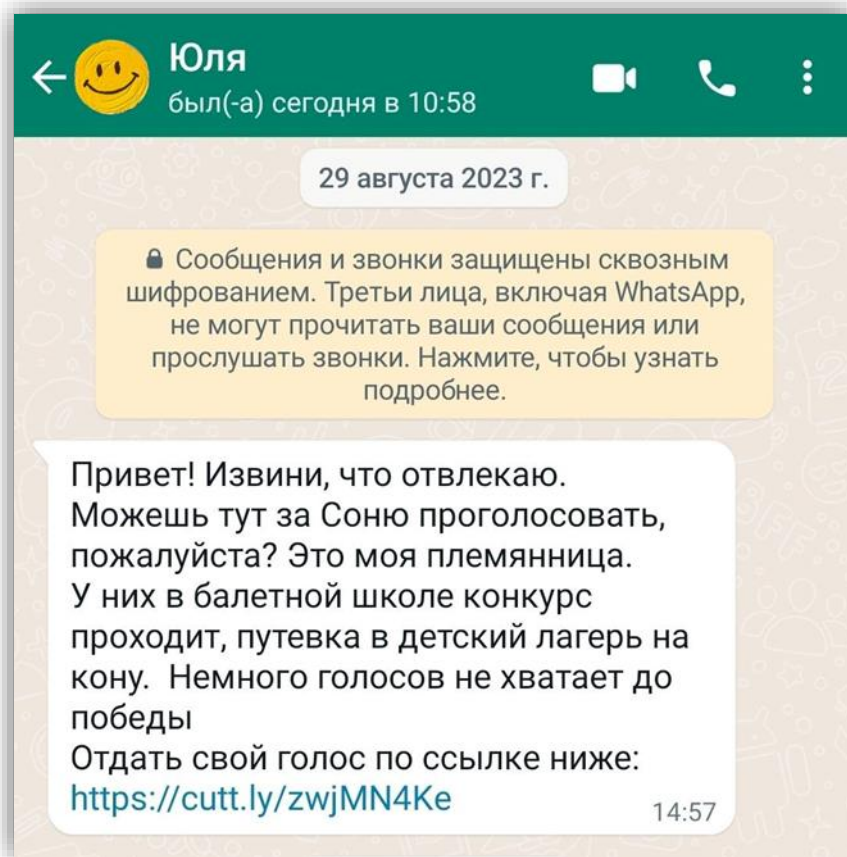 Юля
был(-а) сегодня в 10:58
29 августа 2023 г.
Сообщения и звонки защищены сквозным
шифрованием. Третьи лица, включая WhatsApp,
не могут прочитать ваши сообщения или
прослушать звонки. Нажмите, чтобы узнать
подробнее.
Привет! Извини, что отвлекаю.
Можешь тут за Соню проголосовать,
пожалуйста? Это моя племянница.
У них в балетной школе конкурс
проходит, путевка в детский лагерь на
кону.  Немного голосов не хватает до
победы
Отдать свой голос по ссылке ниже:
https://cutt.ly/zwjMN4Ke
14:57